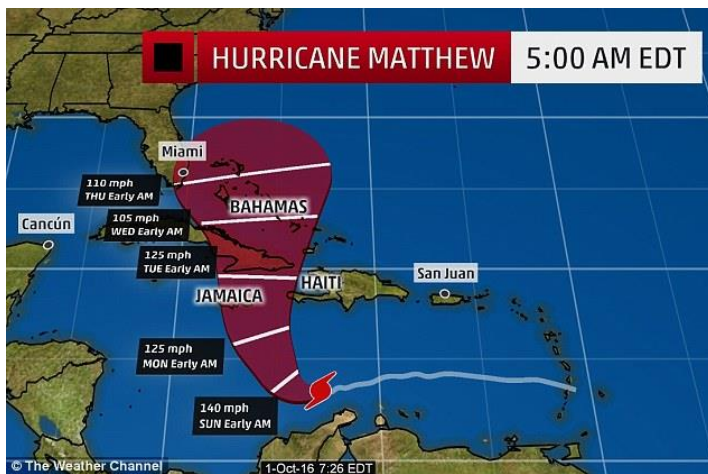 HURRICANE MATTHEW
5:00 AM EDT
Miami
110 mph
THU Early AM
BAHAMAS
105 mph
WED Early AM
Cancún
125 mph
TUE Early AM
HAITI
San Juan
JAMAICA
125 mph
MON Early AM
140 mph
SUN Early AM
© The Weather Channel
1-Oct-16 7:26 EDT